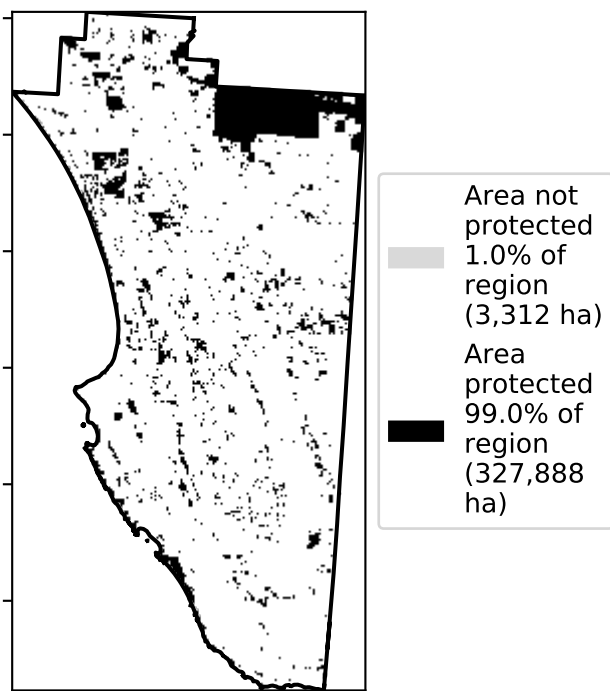 Area not
protected
1.0% of
region
(3,312 ha)
Area
protected
99.0% of
region
(327,888
ha)